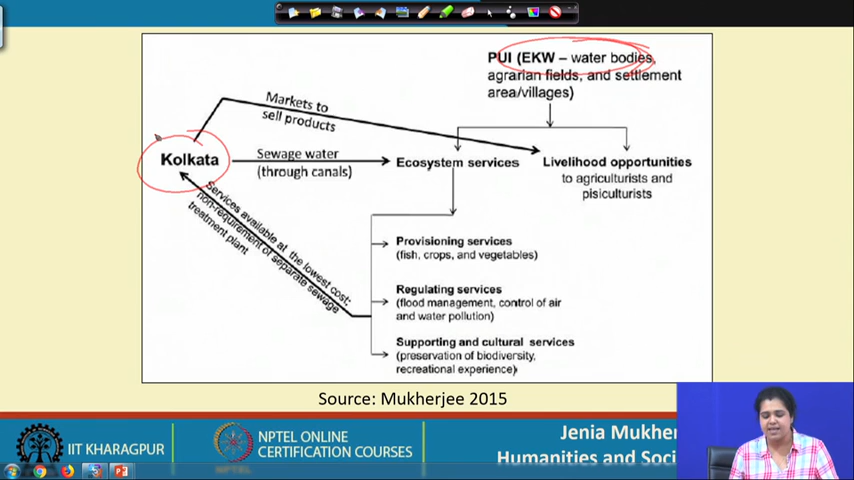 PUI (EKW – water bodies,
agrarian fields, and settlement
area/villages)
Markets to
sell products
Kolkata
Sewage water
(through canals)
Ecosystem services
Livelihood opportunities
to agriculturists and
pisiculturists
Services available at the lowest cost;
non-requirement of separate sewage
treatment plant
Provisioning services
(fish, crops, and vegetables)
Regulating services
(flood management, control of air
and water pollution)
Supporting and cultural services
(preservation of biodiversity,
recreational experience)
Source: Mukherjee 2015
IIT KHARAGPUR
NPTEL ONLINE
CERTIFICATION COURSES
Jenia Mukher
Humanities and Soci